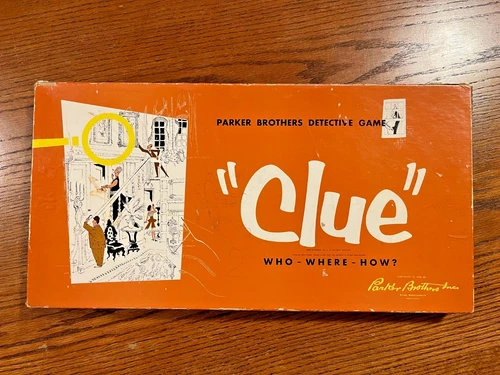 PARKER BROTHERS DETECTIVE GAME
"Clue"
WHO - WHERE - HOW?
Parker Brothers Inc.